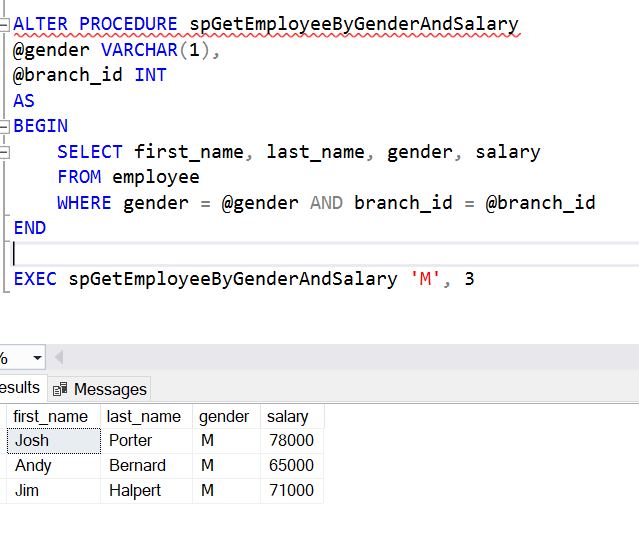 ALTER PROCEDURE spGetEmployeeByGenderAndSalary
@gender VARCHAR(1),
@branch_id INT
AS
BEGIN
SELECT first_name, last_name, gender, salary
FROM employee
WHERE gender = @gender AND branch_id = @branch_id
END
EXEC spGetEmployeeByGenderAndSalary 'M', 3
%
esults Messages
first_name last_name gender salary
Josh Porter M 78000
Andy Bernard M 65000
Jim Halpert M 71000